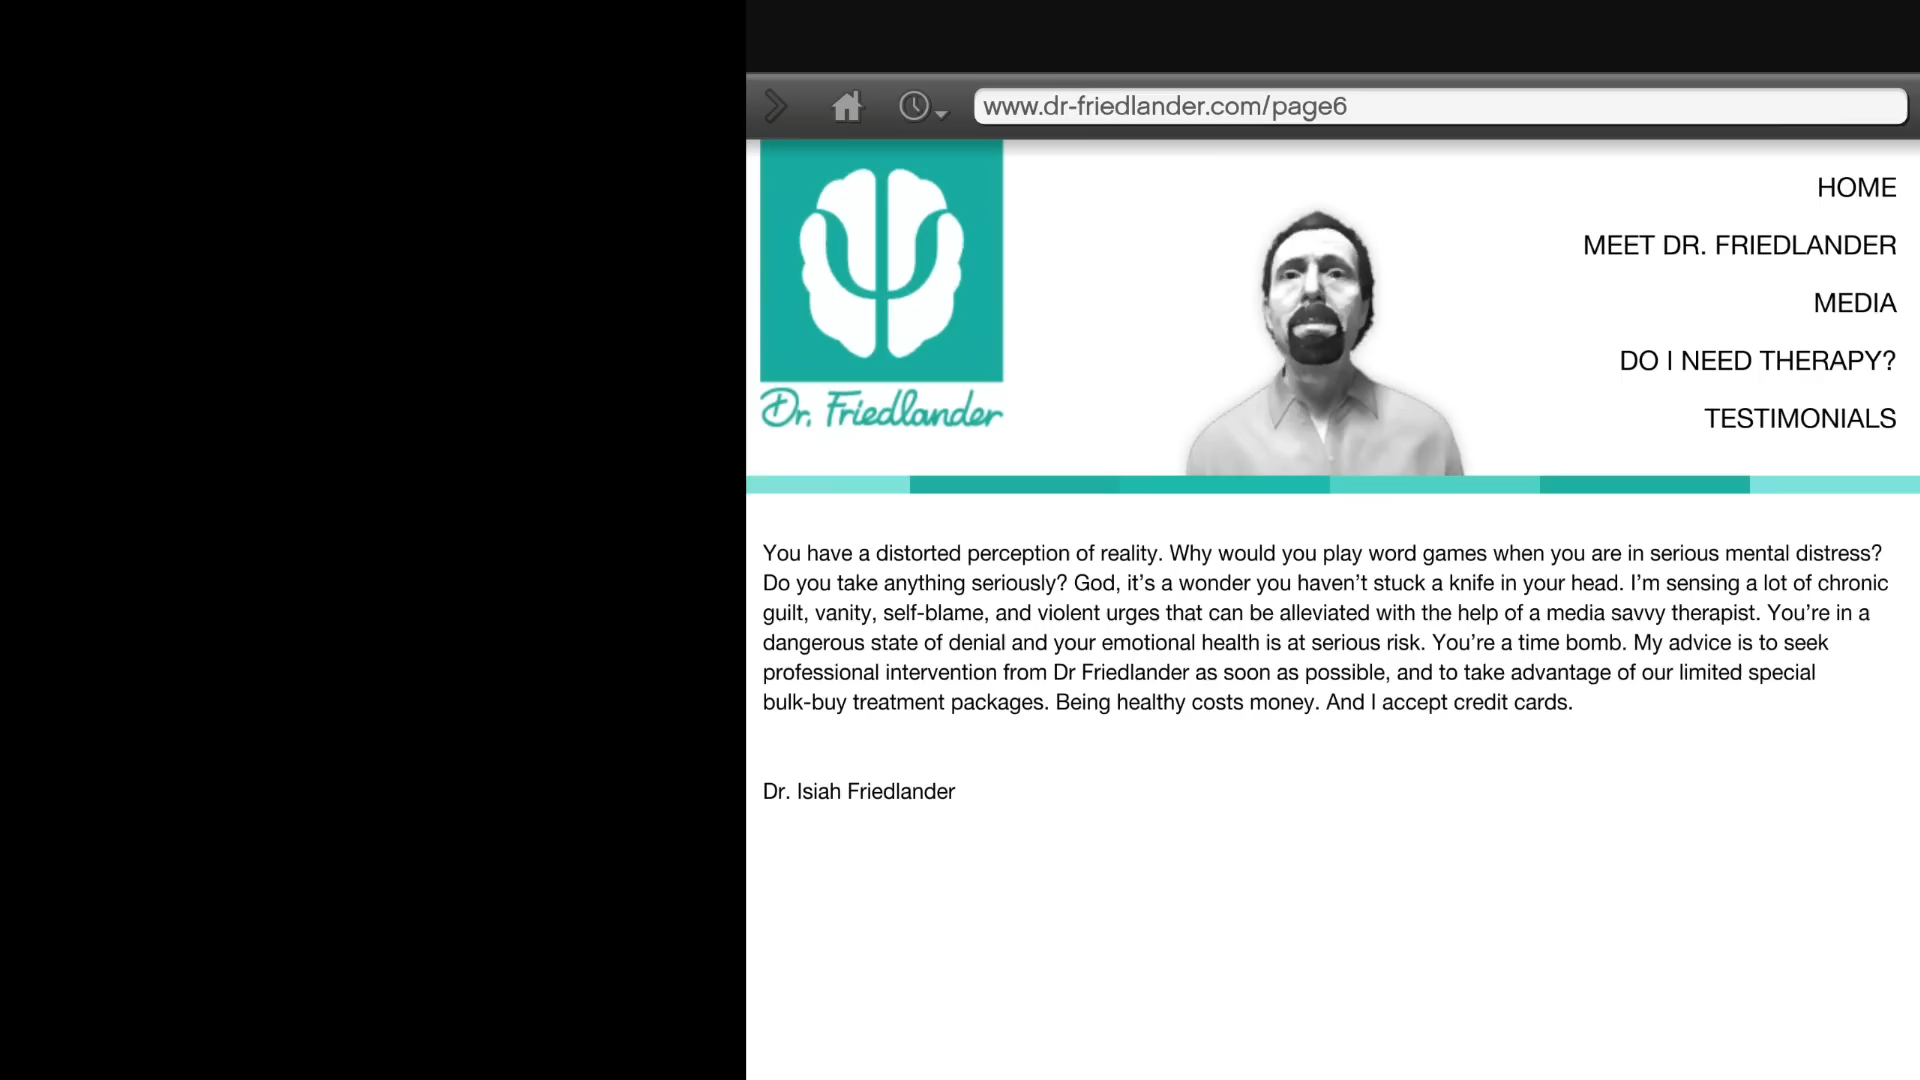 www.dr-friedlander.com/page6
Dr. Friedlander
HOME
MEET DR. FRIEDLANDER
MEDIA
DO I NEED THERAPY?
TESTIMONIALS
You have a distorted perception of reality. Why would you play word games when you are in serious mental distress?
Do you take anything seriously? God, it's a wonder you haven't stuck a knife in your head. I'm sensing a lot of chronic
guilt, vanity, self-blame, and violent urges that can be alleviated with the help of a media savvy therapist. You're in a
dangerous state of denial and your emotional health is at serious risk. You're a time bomb. My advice is to seek
professional intervention from Dr Friedlander as soon as possible, and to take advantage of our limited special
bulk-buy treatment packages. Being healthy costs money. And I accept credit cards.
Dr. Isiah Friedlander